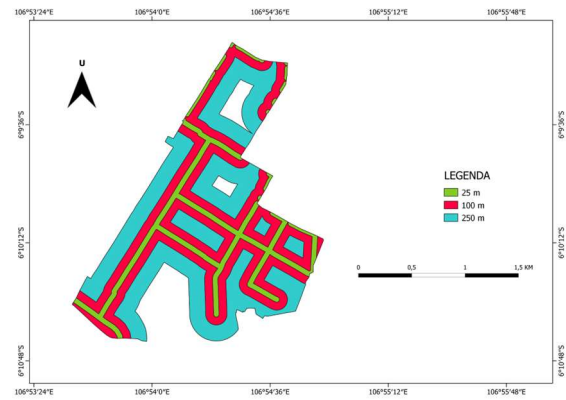 106°53'24"E 106°54'0"E 106°54'36"E 106°55'12"E 106°55'48"E
U
6°9'36"S 6°9'36"S
LEGENDA
25 m
100 m
250 m
6°10'12"S 6°10'12"S
0 0,5 1 1,5 KM
6°10'48"S 6°10'48"S
106°53'24"E 106°54'0"E 106°54'36"E 106°55'12"E 106°55'48"E